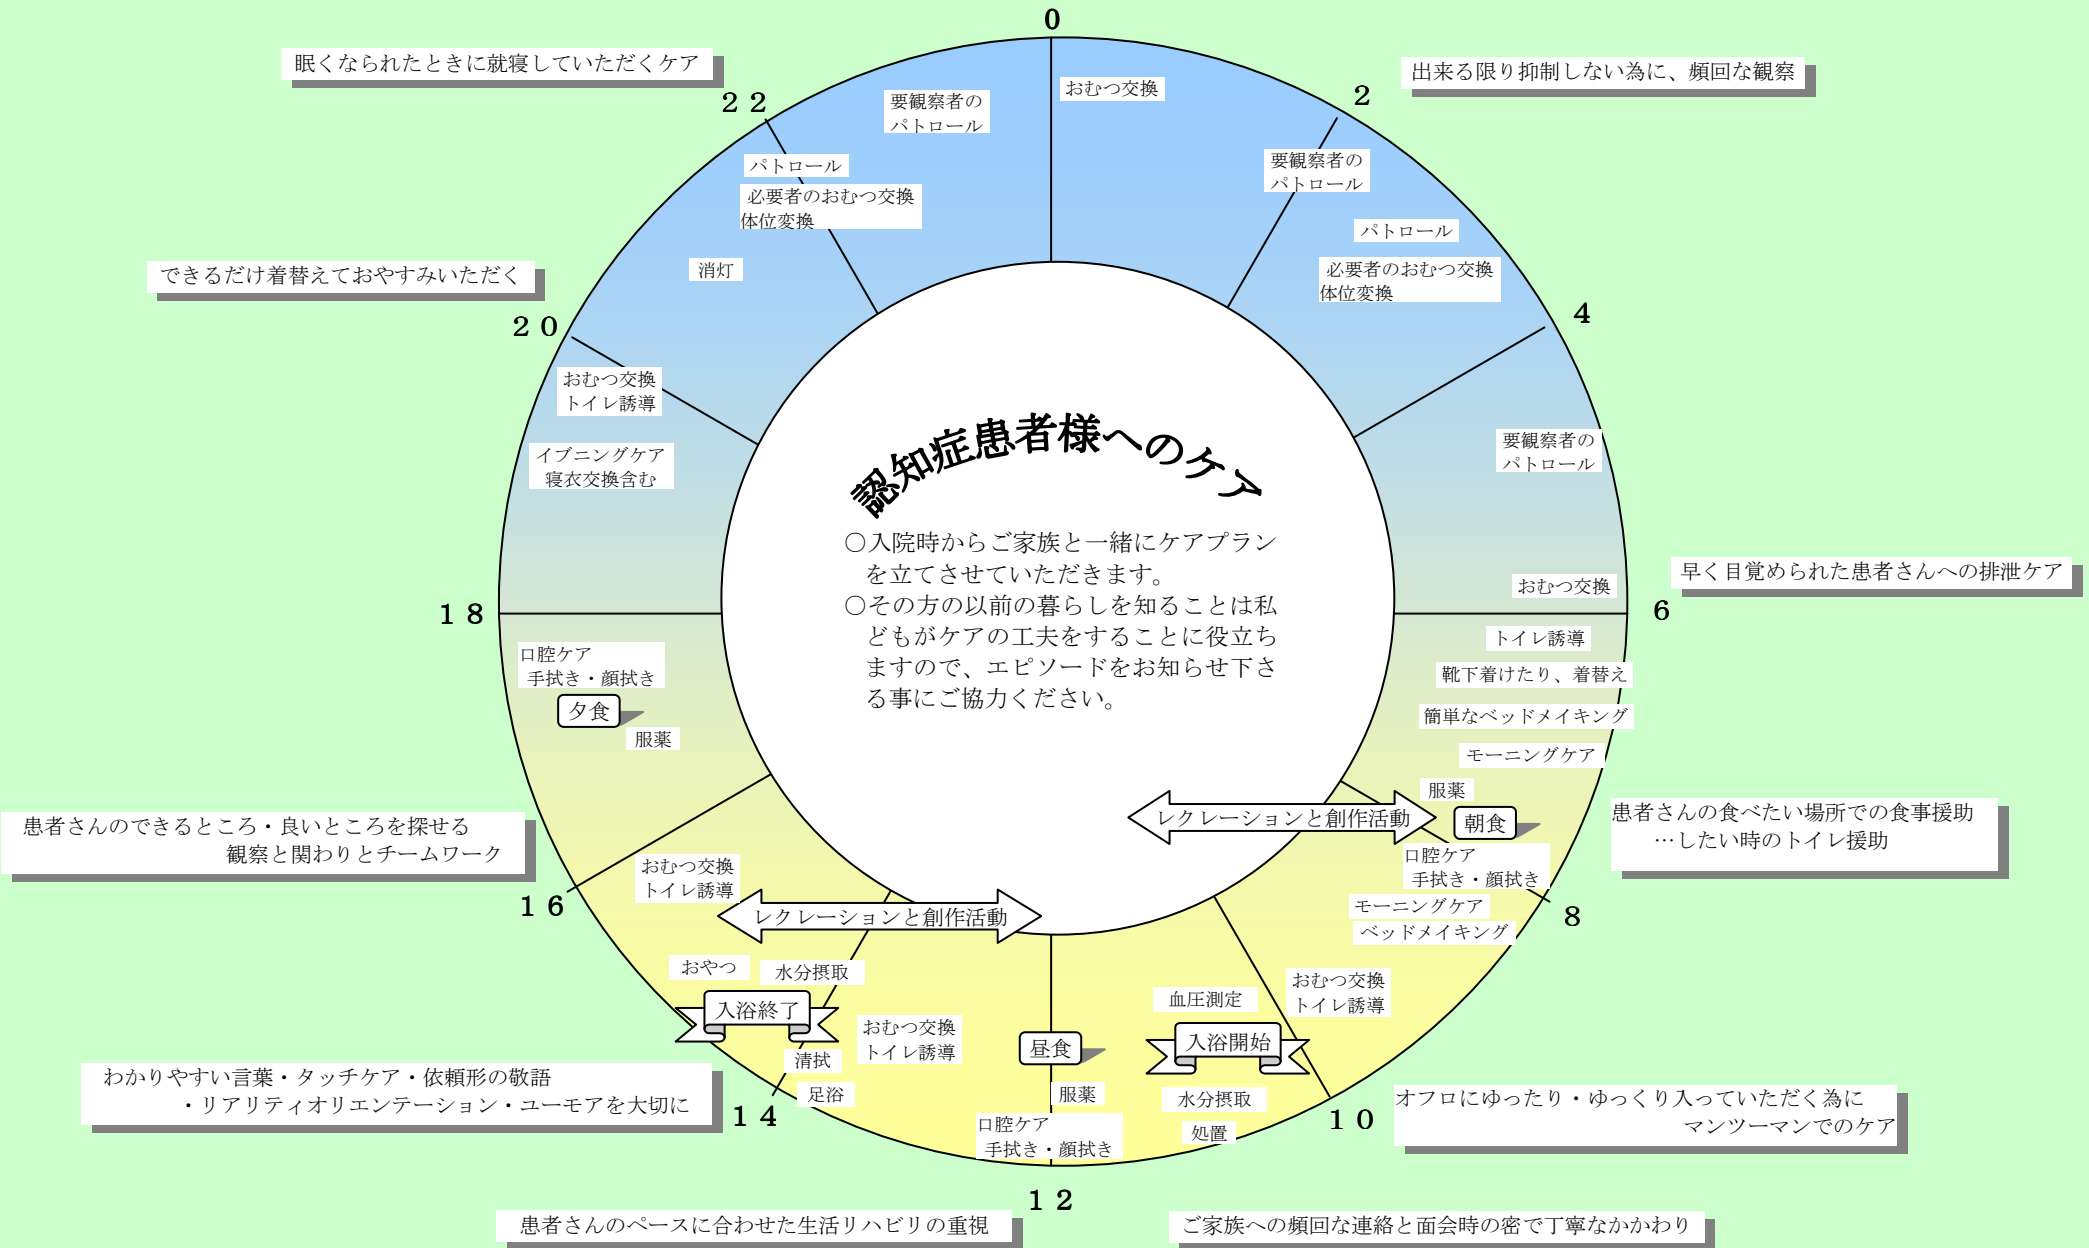 0
眠くなられたときに就寝していただくケア
出来る限り抑制しない為に、頻回な観察
22
2
要観察者の
パトロール
おむつ交換
パトロール
必要者のおむつ交換
体位変換
要観察者の
パトロール
パトロール
必要者のおむつ交換
体位変換
消灯
できるだけ着替えておやすみいただく
20
4
おむつ交換
トイレ誘導
イブニングケア
寝衣交換含む
要観察者の
パトロール
認知症患者様へのケア
〇入院時からご家族と一緒にケアプラン
を立てさせていただきます。
〇その方の以前の暮らしを知ることは私
どもがケアの工夫をすることに役立ち
ますので、エピソードをお知らせ下さ
る事にご協力ください。
おむつ交換
早く目覚められた患者さんへの排泄ケア
18
6
トイレ誘導
靴下着けたり、着替え
簡単なベッドメイキング
モーニングケア
服薬
朝食
口腔ケア
手拭き・顔拭き
夕食
服薬
レクレーションと創作活動
患者さんの食べたい場所での食事援助
…したい時のトイレ援助
患者さんのできるところ・良いところを探せる
観察と関わりとチームワーク
口腔ケア
手拭き・顔拭き
モーニングケア
ベッドメイキング
16
8
おむつ交換
トイレ誘導
レクレーションと創作活動
おやつ
水分摂取
入浴終了
清拭
足浴
おむつ交換
トイレ誘導
昼食
服薬
口腔ケア
手拭き・顔拭き
血圧測定
入浴開始
水分摂取
処置
おむつ交換
トイレ誘導
わかりやすい言葉・タッチケア・依頼形の敬語
・リアリティオリエンテーション・ユーモアを大切に
14
10
オフロにゆったり・ゆっくり入っていただく為に
マンツーマンでのケア
12
患者さんのペースに合わせた生活リハビリの重視
ご家族への頻回な連絡と面会時の密で丁寧なかかわり